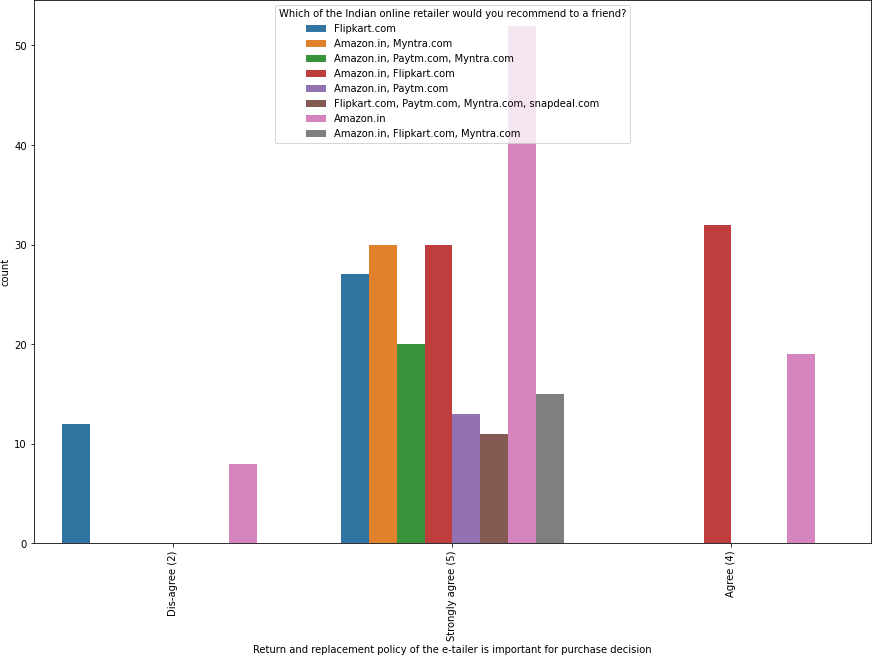 Which of the Indian online retailer would you recommend to a friend?
Flipkart.com
Amazon.in, Myntra.com
Amazon.in, Paytm.com, Myntra.com
Amazon.in, Flipkart.com
Amazon.in, Paytm.com
Flipkart.com, Paytm.com, Myntra.com, snapdeal.com
Amazon.in
Amazon.in, Flipkart.com, Myntra.com
50
40
30
20
10
0
count
Dis-agree (2)
Strongly agree (5)
Agree (4)
Return and replacement policy of the e-tailer is important for purchase decision